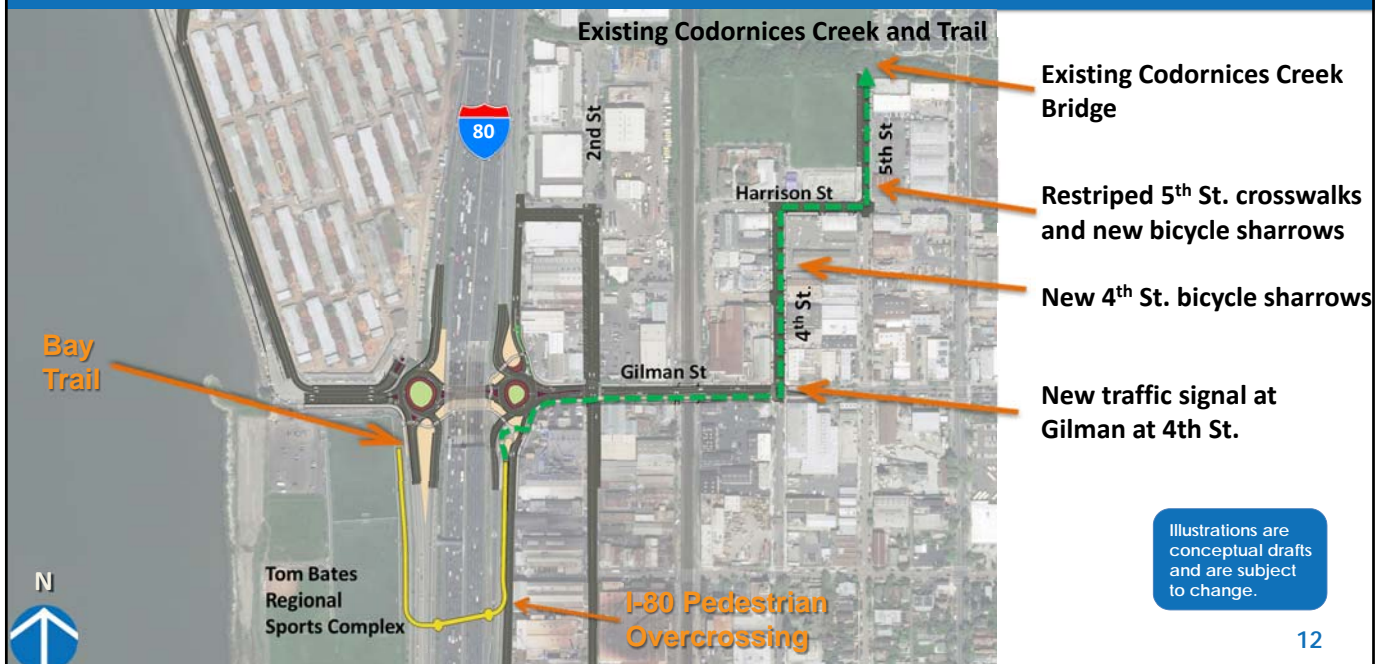 Existing Codornices Creek and Trail
80
2nd St
5th St
Harrison St
4th St.
Gilman St
Bay
Trail
Tom Bates
Regional
Sports Complex
I-80 Pedestrian
Overcrossing
N
Existing Codornices Creek
Bridge
Restriped 5th St. crosswalks
and new bicycle sharrows
New 4th St. bicycle sharrows
New traffic signal at
Gilman at 4th St.
Illustrations are
conceptual drafts
and are subject
to change.
12